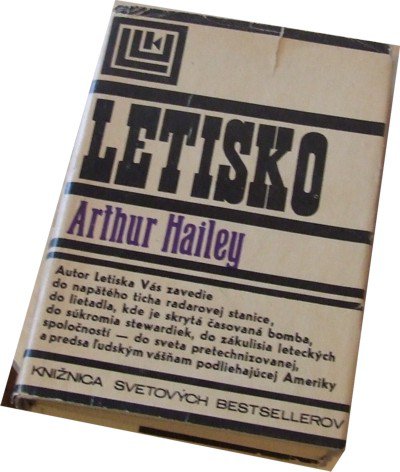 LETISKO
Arthur Hailey
Autor Letiska Vás zavedie
do napätého ticha radarovej stanice,
do lietadla, kde je skrytá časovaná bomba,
do súkromia stewardiek, do zákulisia leteckých
spoločností — do sveta pretechnizovanej,
a predsa ľudským vášňam podliehajúcej Ameriky
KNIŽNICA SVETOVÝCH BESTSELLEROV